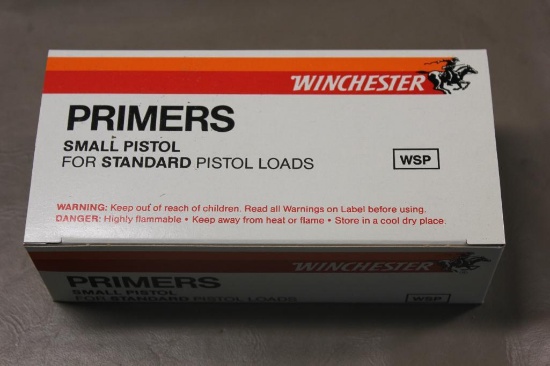 WINCHESTER
PRIMERS
SMALL PISTOL
FOR STANDARD PISTOL LOADS
WSP
WARNING: Keep out of reach of children. Read all Warnings on Label before using.
DANGER: Highly flammable • Keep away from heat or flame • Store in a cool dry place.
WINCHESTER
PRIMERS
SMALL PISTOL
FOR STANDARD PISTOL LOADS
WSP